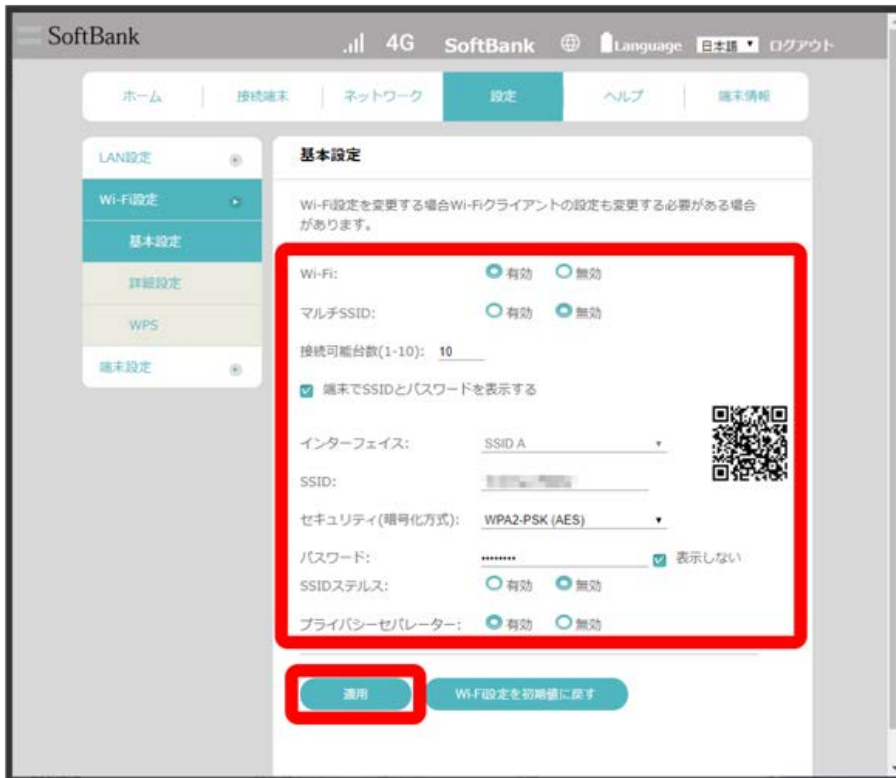 SoftBank
4G SoftBank Language 日本語 ログアウト
ホーム 接続端末 ネットワーク 設定 ヘルプ 端末情報
LAN設定
Wi-Fi設定
基本設定
詳細設定
WPS
端末設定
基本設定
Wi-Fi設定を変更する場合Wi-Fiクライアントの設定も変更する必要がある場合
があります。
Wi-Fi: 有効 無効
マルチSSID: 有効 無効
接続可能台数(1-10): 10
端末でSSIDとパスワードを表示する
インターフェイス: SSID A
SSID:
セキュリティ(暗号化方式): WPA2-PSK (AES)
パスワード: •••••••• 表示しない
SSIDステルス: 有効 無効
プライバシーセパレーター: 有効 無効
適用 Wi-Fi設定を初期値に戻す